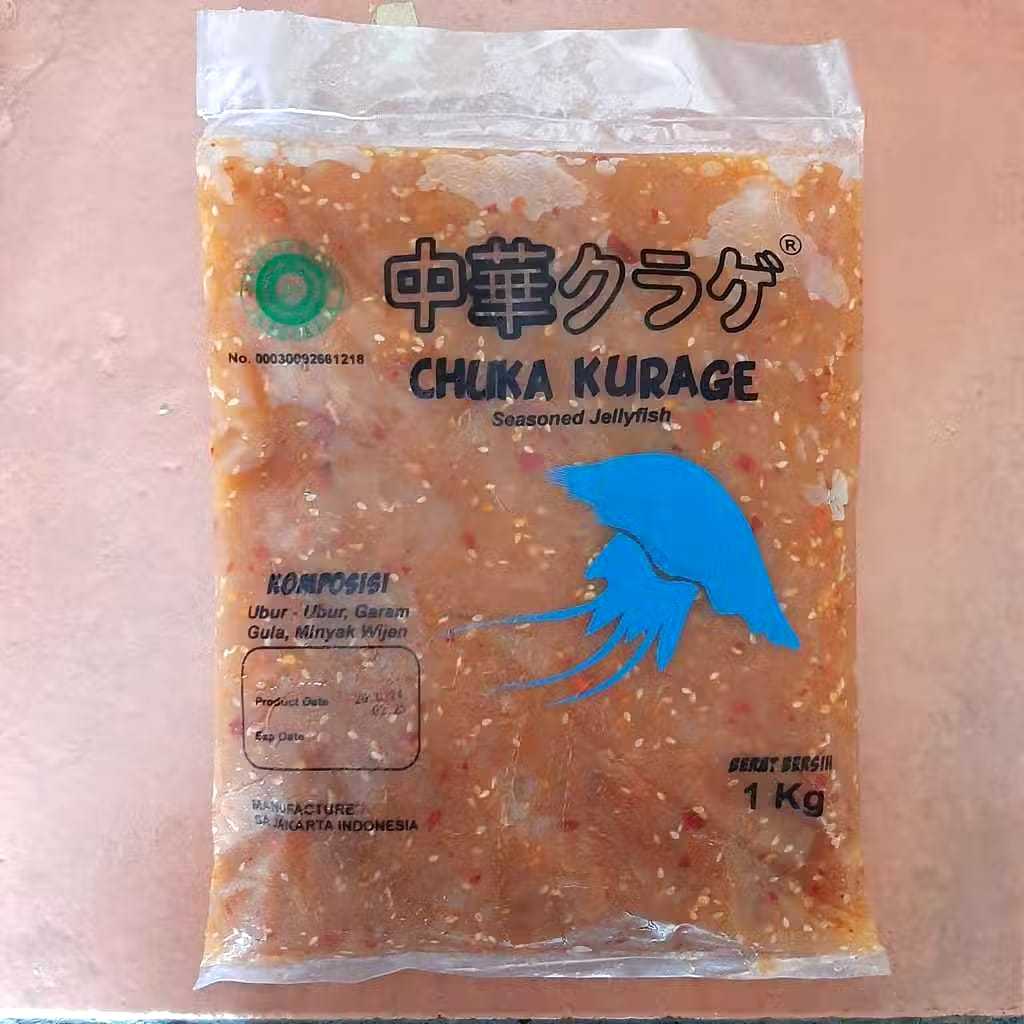 中華クラゲ®
CHUKA KURAGE
Seasoned Jellyfish
No. 00030092661218
KOMPOSISI
Ubur - Ubur, Garam
Gula, Minyak Wijen
Product Date
Exp Date
MANUFACTURE
JAKARTA INDONESIA
BERAT BERSIH
1 Kg